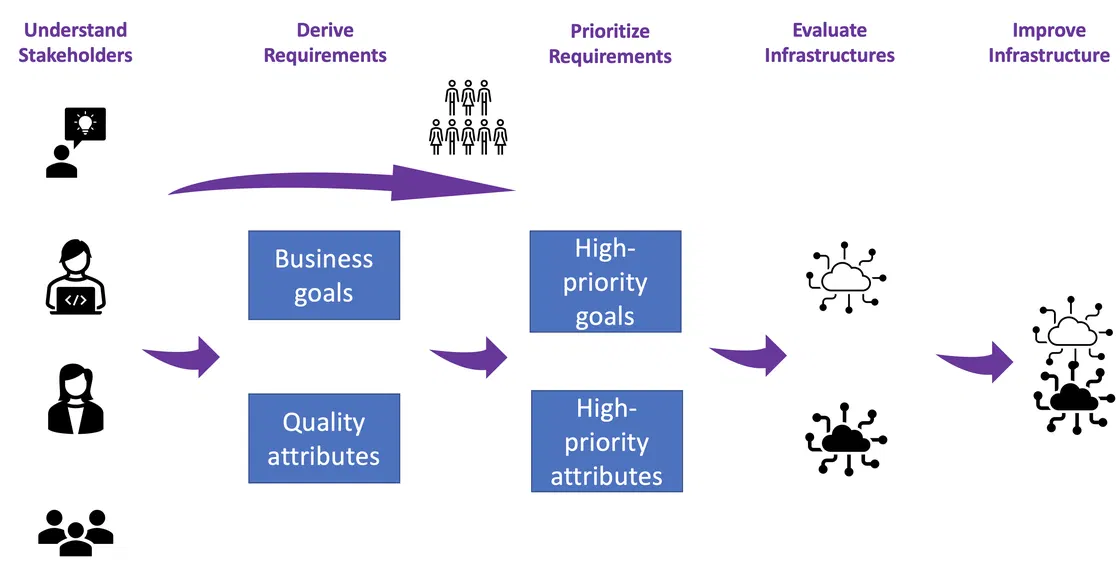 Understand
Stakeholders
Derive
Requirements
Prioritize
Requirements
Evaluate
Infrastructures
Improve
Infrastructure
Business
goals
High-
priority
goals
</>
Quality
attributes
High-
priority
attributes